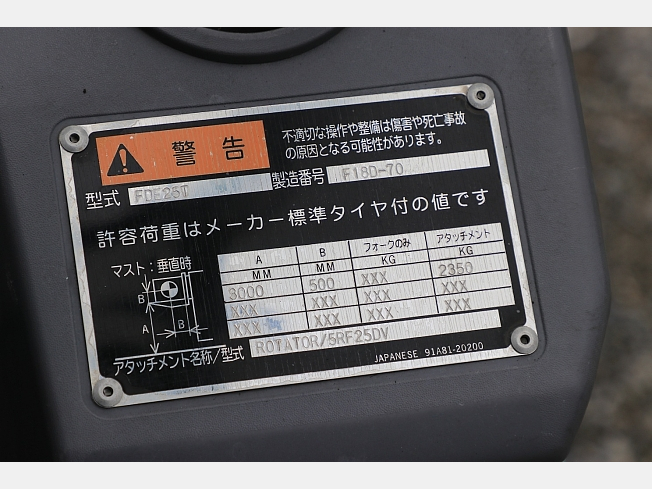 警告
不適切な操作や整備は傷害や死亡事故
の原因となる可能性があります。
型式 FDE25T 製造番号 F18D-70
許容荷重はメーカー標準タイヤ付の値です
マスト：垂直時
A B フォークのみ アタッチメント
MM MM KG KG
3000 500 XXX 2350
XXX XXX XXX XXX
XXX XXX XXX XXX
B
A B
アタッチメント名称/型式 ROTATOR/5RF25DV
JAPANESE 91A81-20200